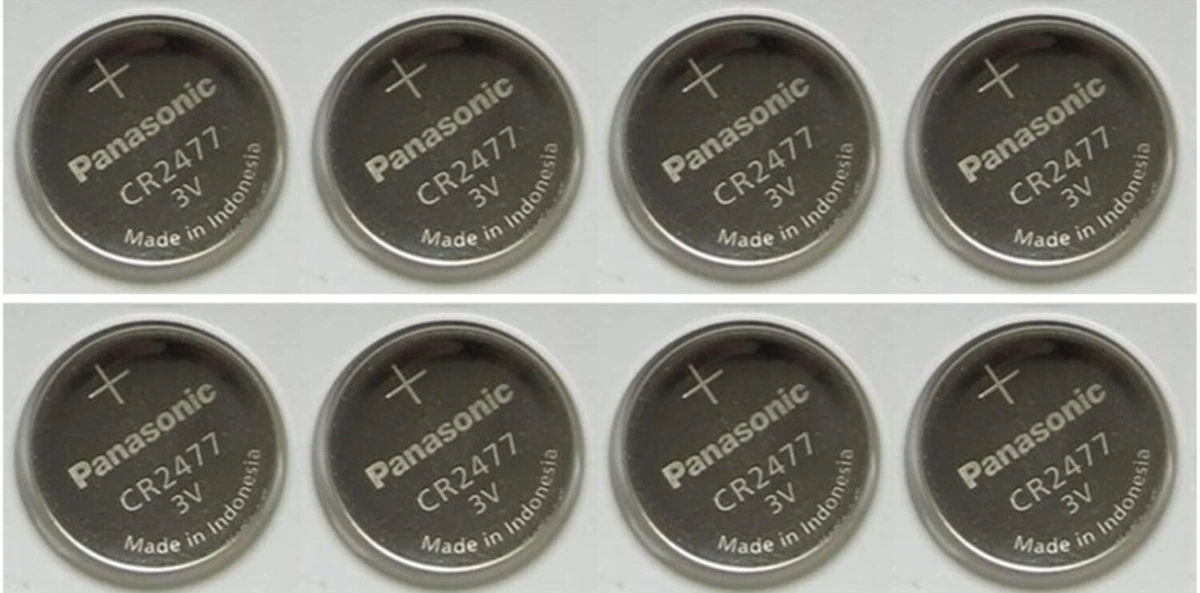 +
Panasonic
CR2477
3V
Made in Indonesia
+
Panasonic
CR2477
3V
Made in Indonesia
+
Panasonic
CR2477
3V
Made in Indonesia
+
Panasonic
CR2477
3V
Made in Indonesia
+
Panasonic
CR2477
3V
Made in Indonesia
+
Panasonic
CR2477
3V
Made in Indonesia
+
Panasonic
CR2477
3V
Made in Indonesia
+
Panasonic
CR2477
3V
Made in Indonesia